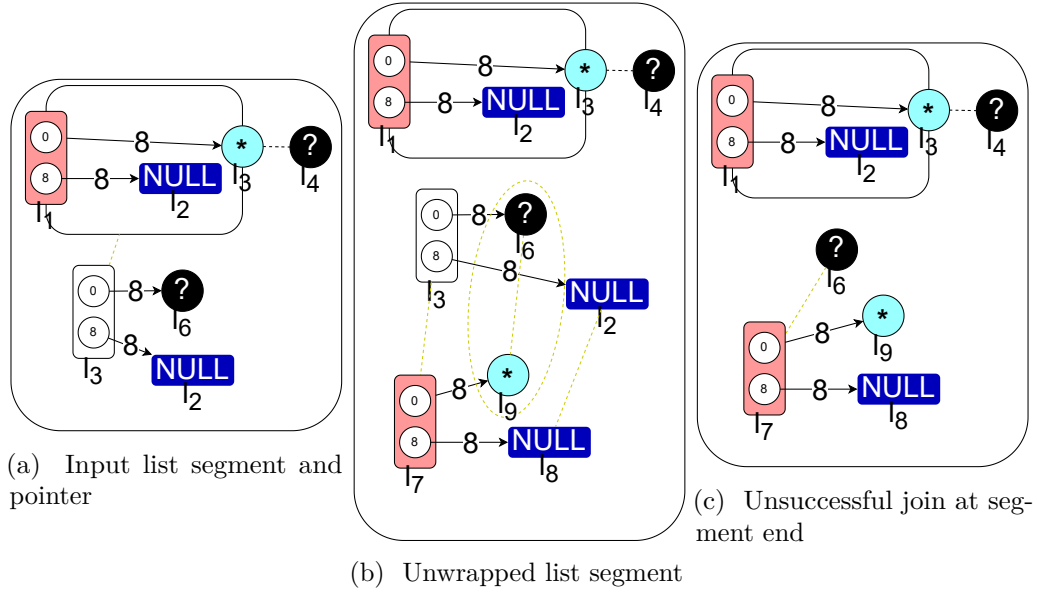 0
8
*
?
8
8
NULL
l1
l2
l3
l4
0
8
8
?
l6
8
l3
NULL
l2
(a) Input list segment and
pointer
0
8
*
?
8
8
NULL
l1
l2
l3
l4
0
8
8
?
l6
8
l3
NULL
l2
*
l9
0
8
8
8
NULL
l7
l8
(b) Unwrapped list segment
0
8
*
?
8
8
NULL
l1
l2
l3
l4
?
l6
0
8
*
l9
8
8
NULL
l7
l8
(c) Unsuccessful join at seg-
ment end